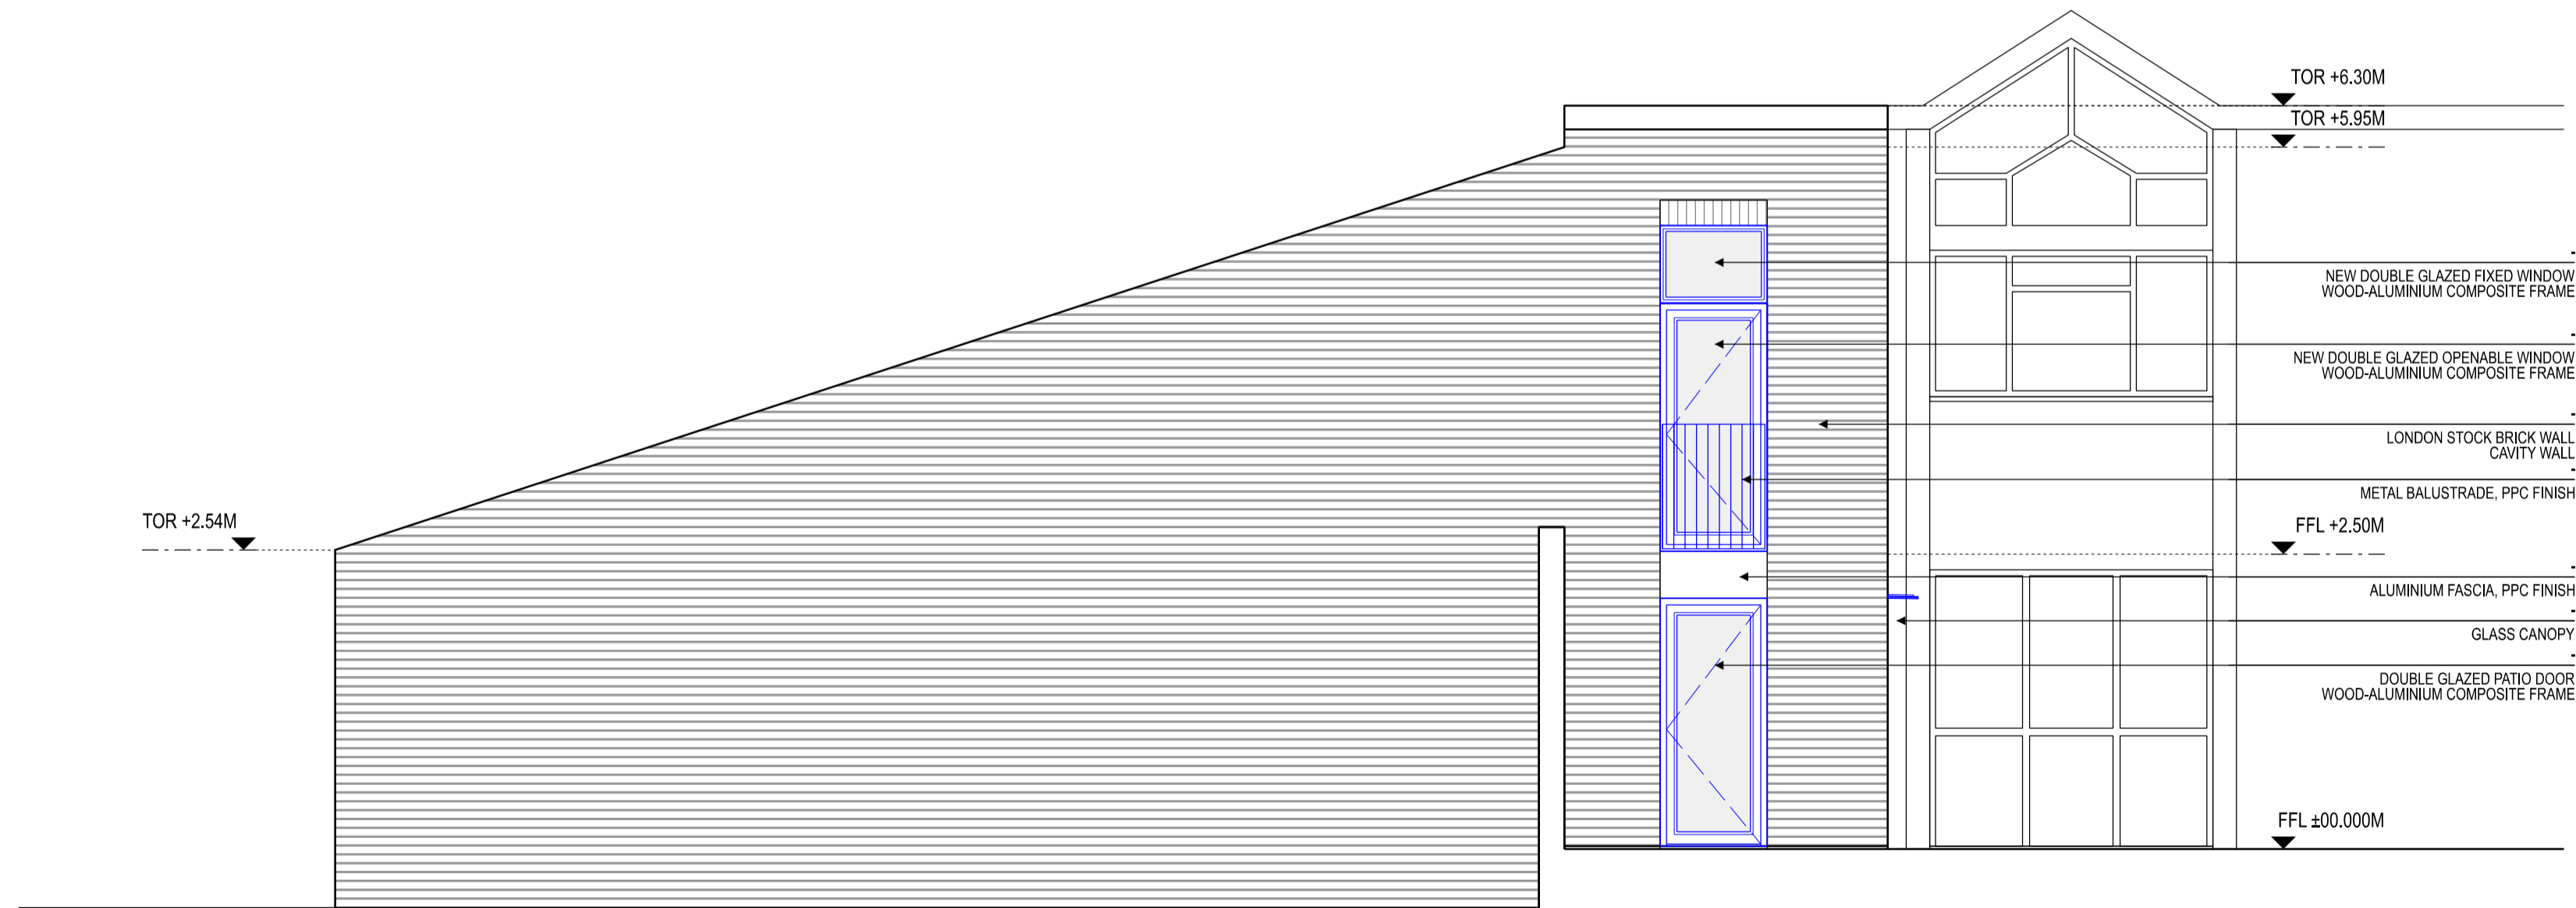 TOR +6.30M
TOR +5.95M
NEW DOUBLE GLAZED FIXED WINDOW
WOOD-ALUMINIUM COMPOSITE FRAME
NEW DOUBLE GLAZED OPENABLE WINDOW
WOOD-ALUMINIUM COMPOSITE FRAME
LONDON STOCK BRICK WALL
CAVITY WALL
METAL BALUSTRADE, PPC FINISH
TOR +2.54M
FFL +2.50M
ALUMINIUM FASCIA, PPC FINISH
GLASS CANOPY
DOUBLE GLAZED PATIO DOOR
WOOD-ALUMINIUM COMPOSITE FRAME
FFL ±00.000M